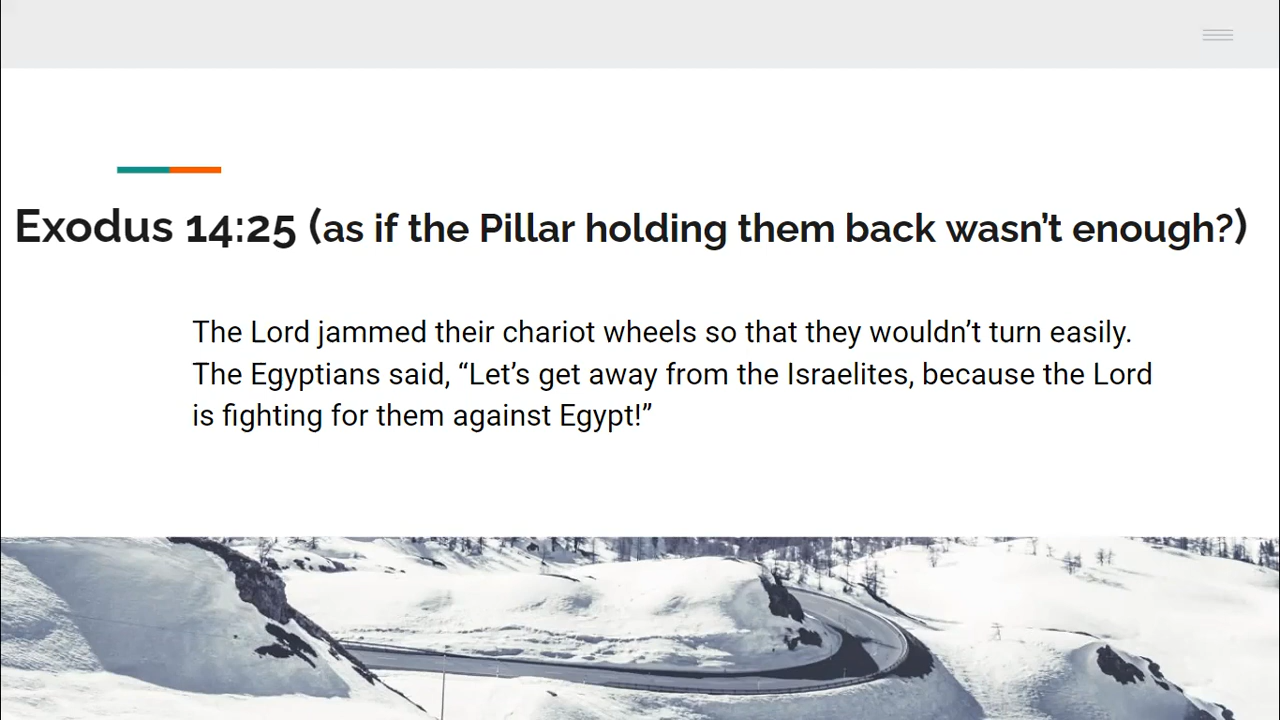 Exodus 14:25 (as if the Pillar holding them back wasn’t enough?)
The Lord jammed their chariot wheels so that they wouldn’t turn easily.
The Egyptians said, “Let’s get away from the Israelites, because the Lord
is fighting for them against Egypt!”